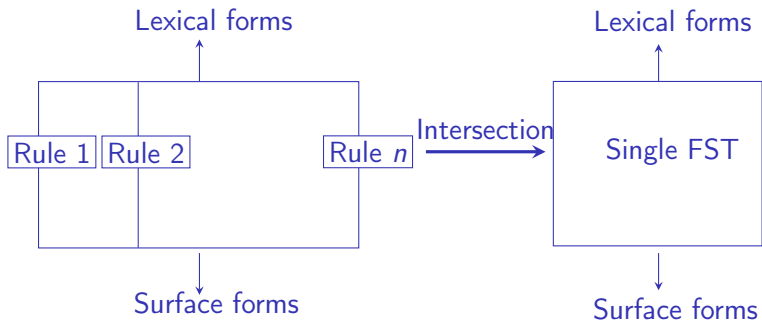 Lexical forms
Rule 1
Rule 2
Rule n
Surface forms
Intersection
Lexical forms
Single FST
Surface forms